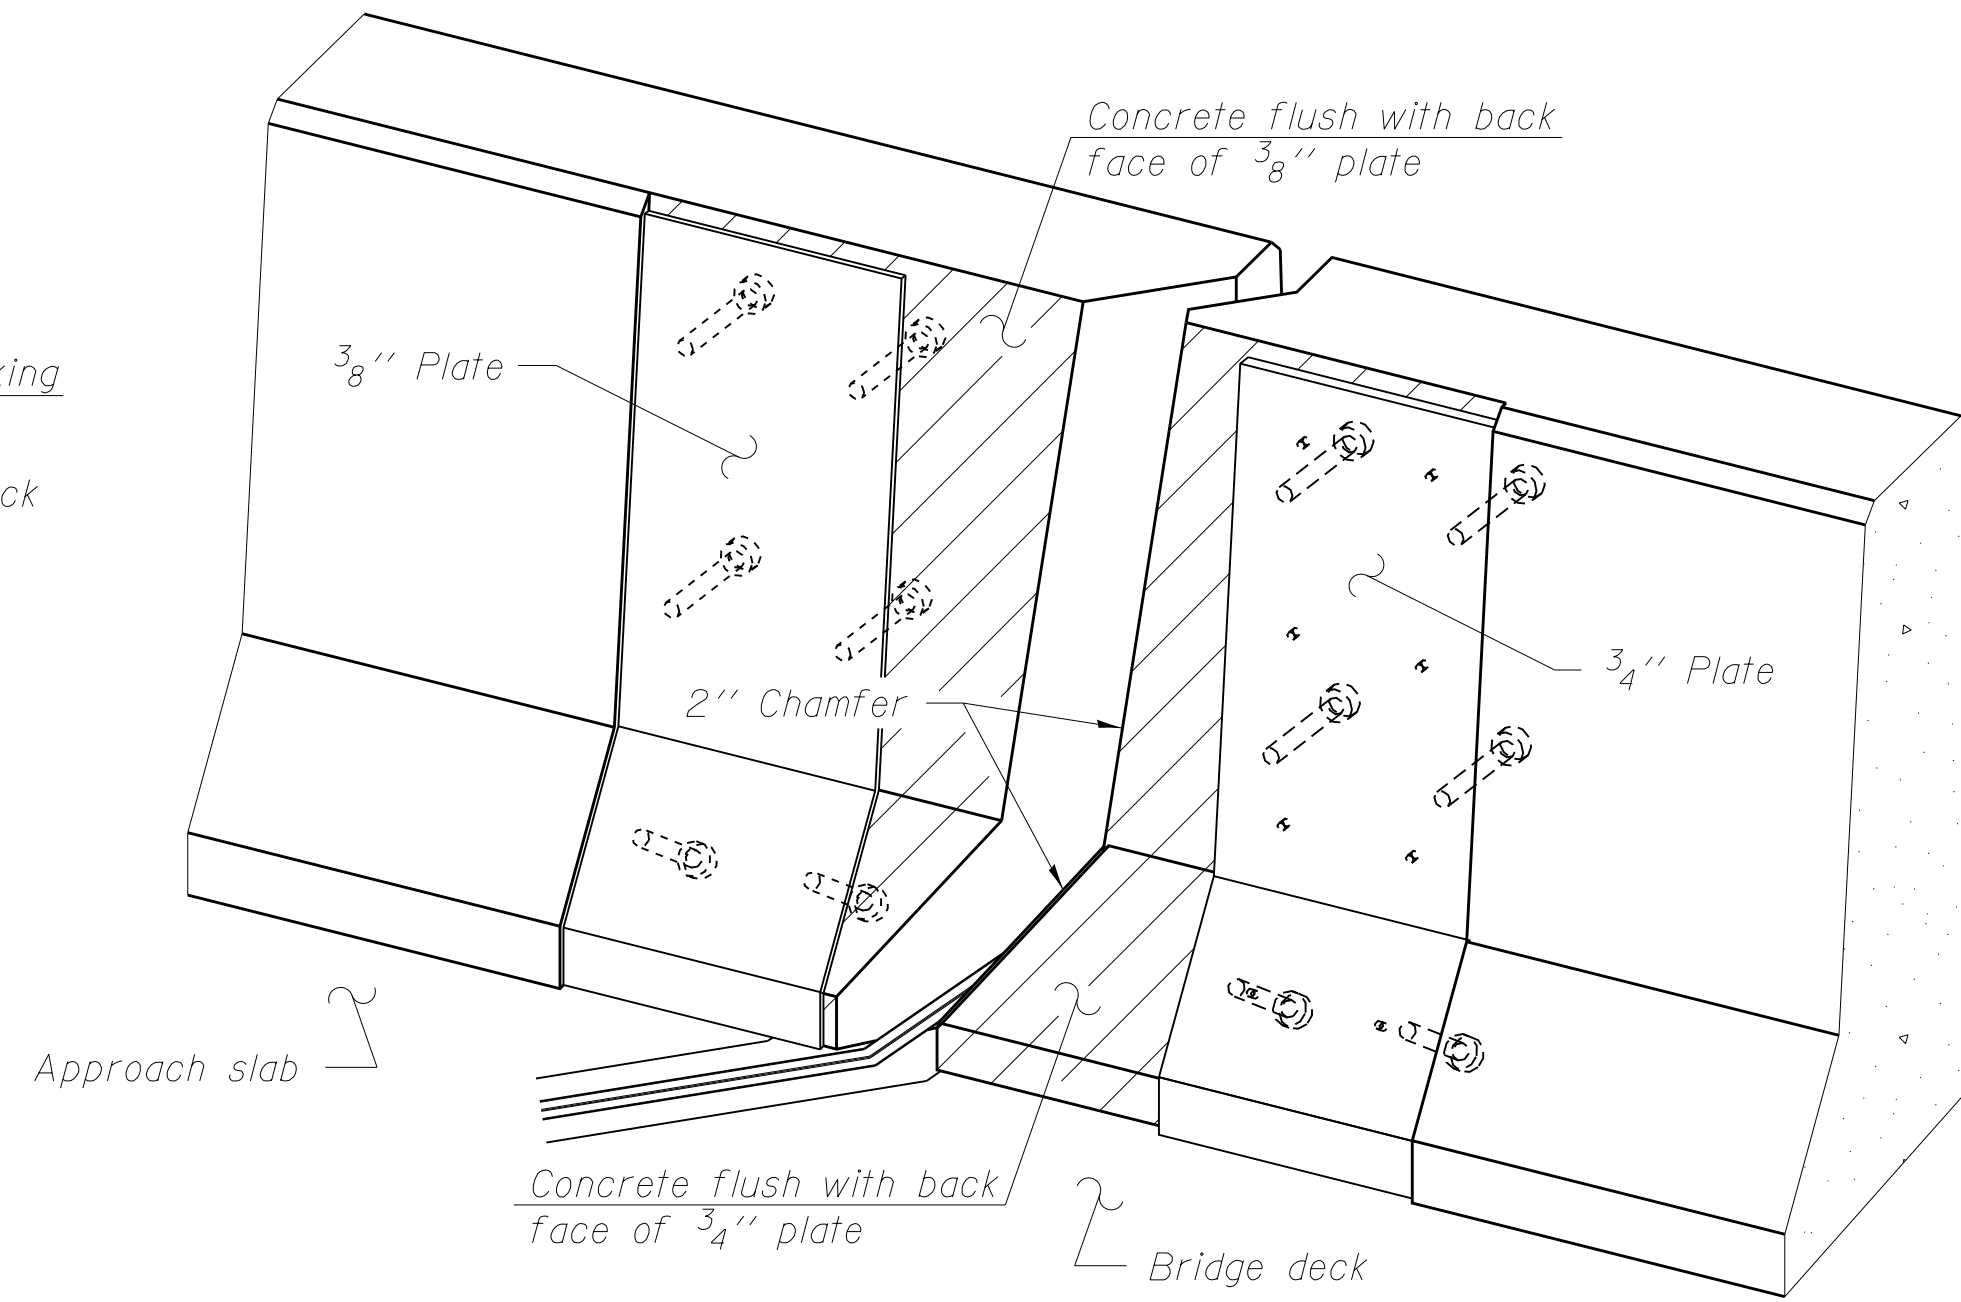 Concrete flush with back
face of 3/8'' plate
3/8'' Plate
3/4'' Plate
2'' Chamfer
Approach slab
Concrete flush with back
face of 3/4'' plate
Bridge deck